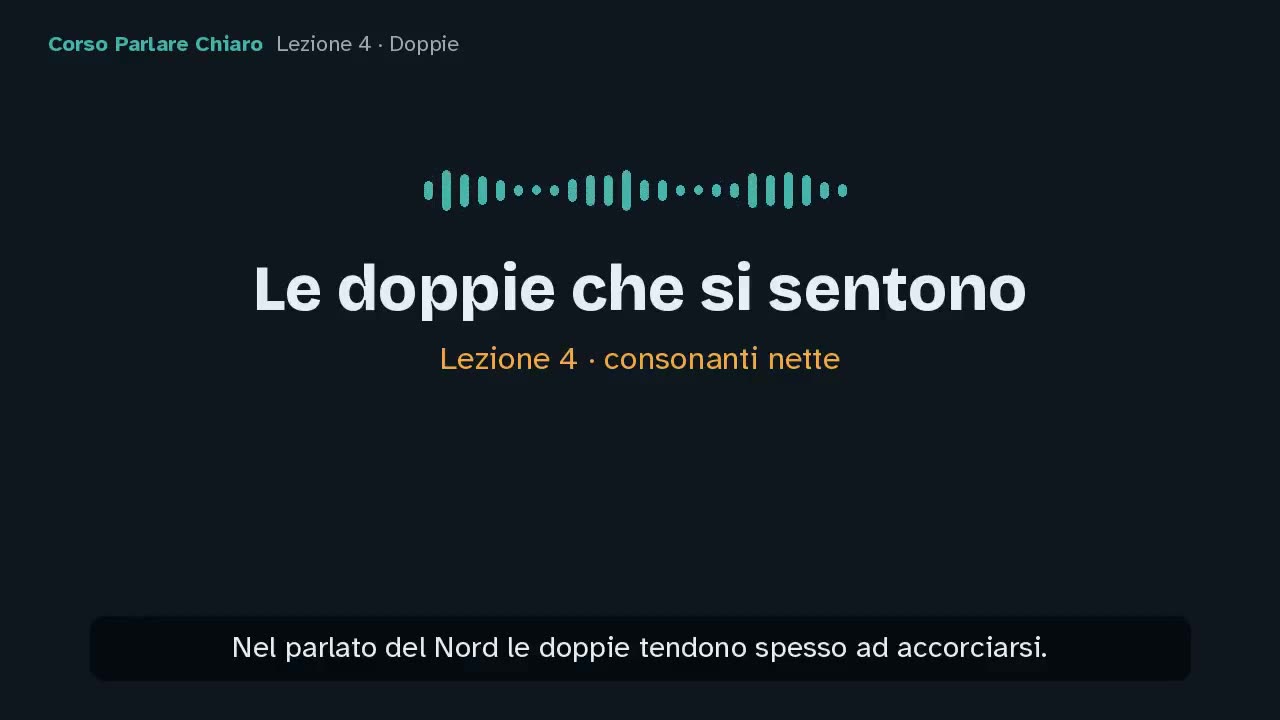 Corso Parlare Chiaro Lezione 4 · Doppie
Le doppie che si sentono
Lezione 4 · consonanti nette
Nel parlato del Nord le doppie tendono spesso ad accorciarsi.